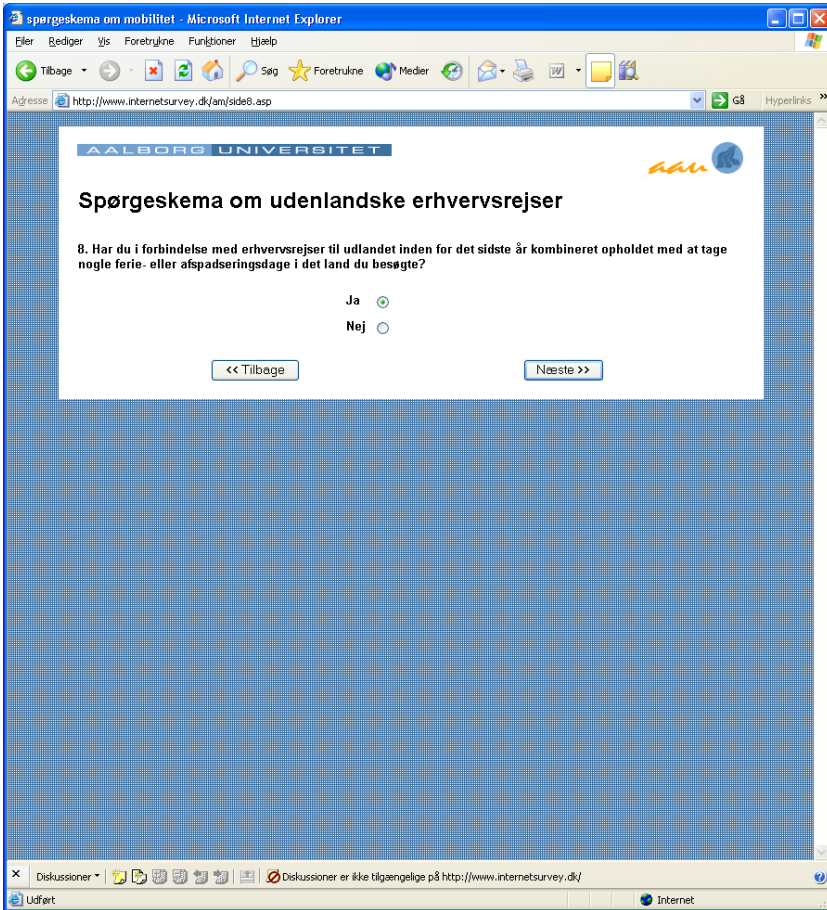 spørgeskema om mobilitet - Microsoft Internet Explorer
Filer Rediger Vis Foretrukne Funktioner Hjælp
Tilbage Søg Foretrukne Medier
Adresse http://www.internetsurvey.dk/am/side8.asp Gå Hyperlinks »
AALBORG UNIVERSITET
aau
Spørgeskema om udenlandske erhvervsrejser
8. Har du i forbindelse med erhvervsrejser til udlandet inden for det sidste år kombineret opholdet med at tage
nogle ferie- eller afspadseringsdage i det land du besøgte?
Ja
Nej
<< Tilbage Næste >>
Diskussioner Diskussioner er ikke tilgængelige på http://www.internetsurvey.dk/
Udført Internet